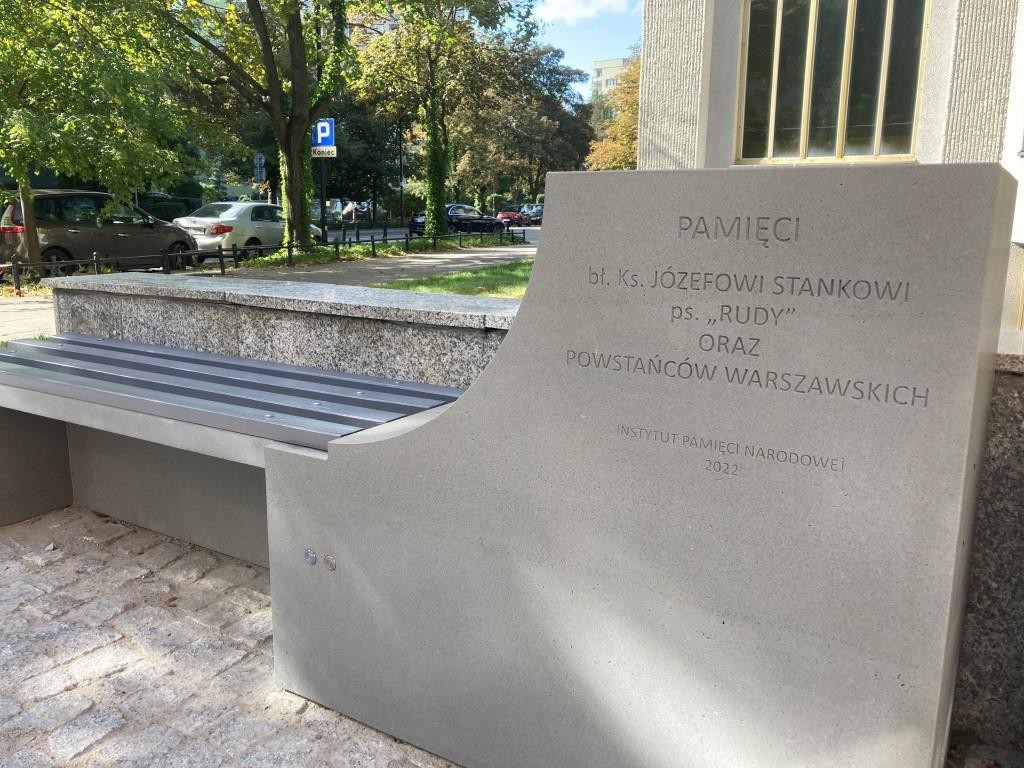 P
Koniec
PAMIĘCI
bł. Ks. JÓZEFOWI STANKOWI
ps. „RUDY”
ORAZ
POWSTAŃCÓW WARSZAWSKICH
INSTYTUT PAMIĘCI NARODOWEJ
2022